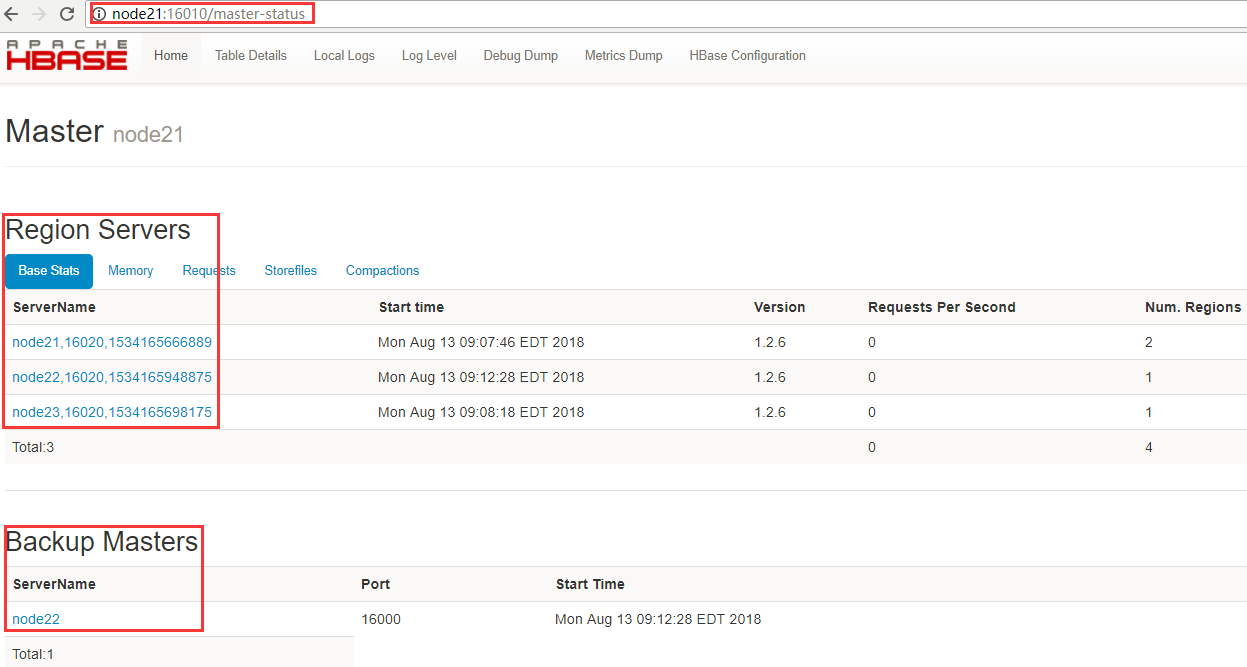 node21:16010/master-status
APACHE
HBASE
Home Table Details Local Logs Log Level Debug Dump Metrics Dump HBase Configuration
Master node21
Region Servers
Base Stats Memory Requests Storefiles Compactions
ServerName Start time Version Requests Per Second Num. Regions
node21,16020,1534165666889 Mon Aug 13 09:07:46 EDT 2018 1.2.6 0 2
node22,16020,1534165948875 Mon Aug 13 09:12:28 EDT 2018 1.2.6 0 1
node23,16020,1534165698175 Mon Aug 13 09:08:18 EDT 2018 1.2.6 0 1
Total:3 0 4
Backup Masters
ServerName Port Start Time
node22 16000 Mon Aug 13 09:12:28 EDT 2018
Total:1